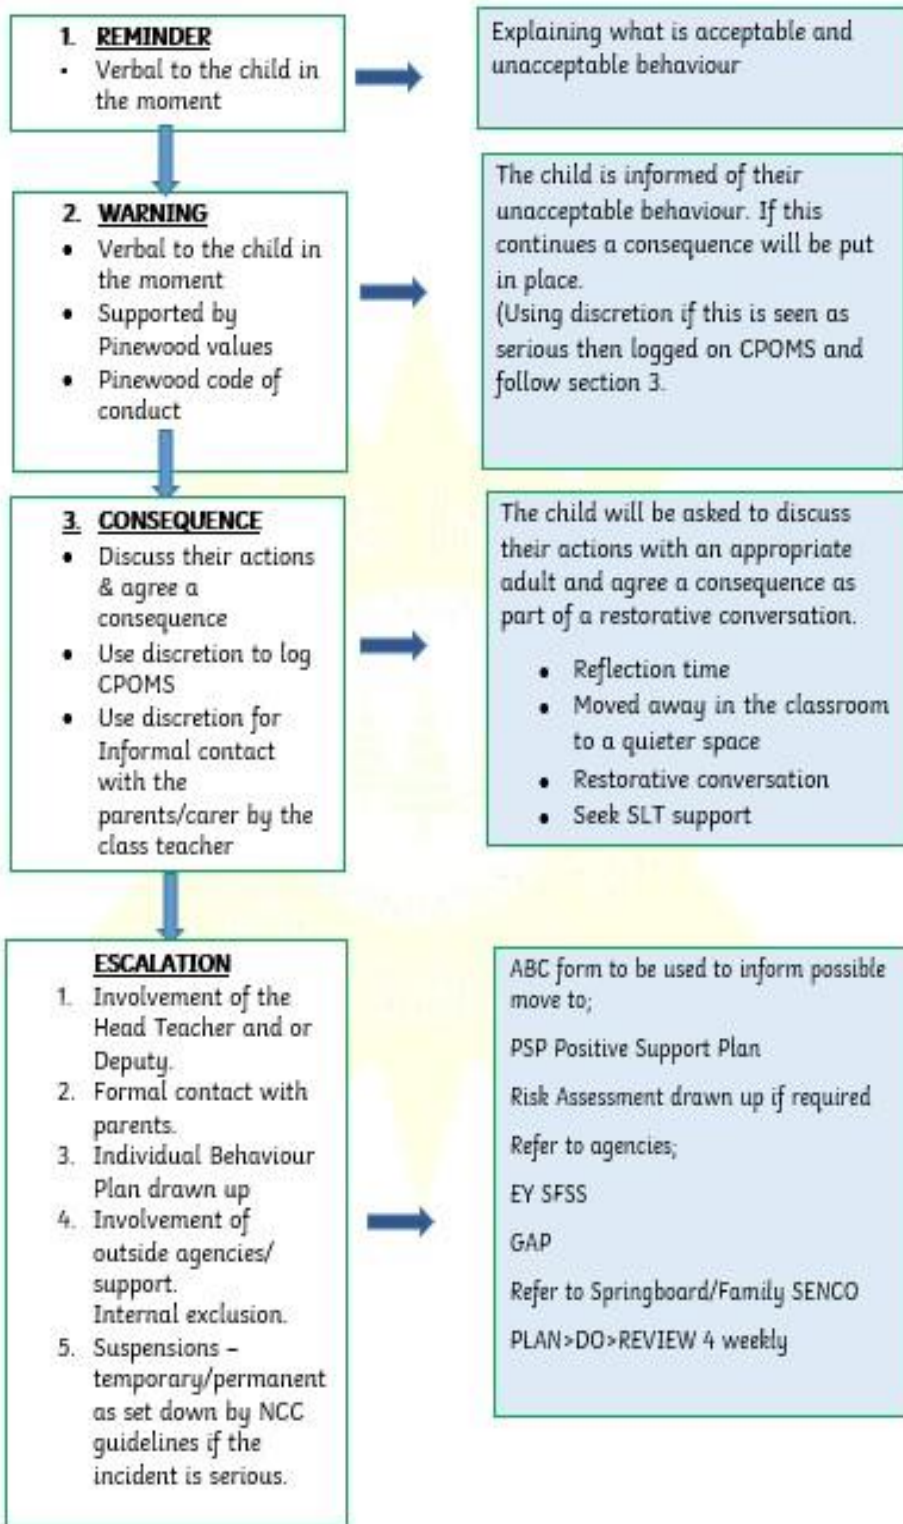 1. REMINDER
• Verbal to the child in
the moment
Explaining what is acceptable and
unacceptable behaviour
2. WARNING
• Verbal to the child in
the moment
• Supported by
Pinewood values
• Pinewood code of
conduct
The child is informed of their
unacceptable behaviour. If this
continues a consequence will be put
in place.
(Using discretion if this is seen as
serious then logged on CPOMS and
follow section 3.
3. CONSEQUENCE
• Discuss their actions
& agree a
consequence
• Use discretion to log
CPOMS
• Use discretion for
Informal contact
with the
parents/carer by the
class teacher
The child will be asked to discuss
their actions with an appropriate
adult and agree a consequence as
part of a restorative conversation.
• Reflection time
• Moved away in the classroom
to a quieter space
• Restorative conversation
• Seek SLT support
ESCALATION
1. Involvement of the
Head Teacher and or
Deputy.
2. Formal contact with
parents.
3. Individual Behaviour
Plan drawn up
4. Involvement of
outside agencies/
support.
Internal exclusion.
5. Suspensions –
temporary/permanent
as set down by NCC
guidelines if the
incident is serious.
ABC form to be used to inform possible
move to;
PSP Positive Support Plan
Risk Assessment drawn up if required
Refer to agencies;
EY SFSS
GAP
Refer to Springboard/Family SENCO
PLAN>DO>REVIEW 4 weekly